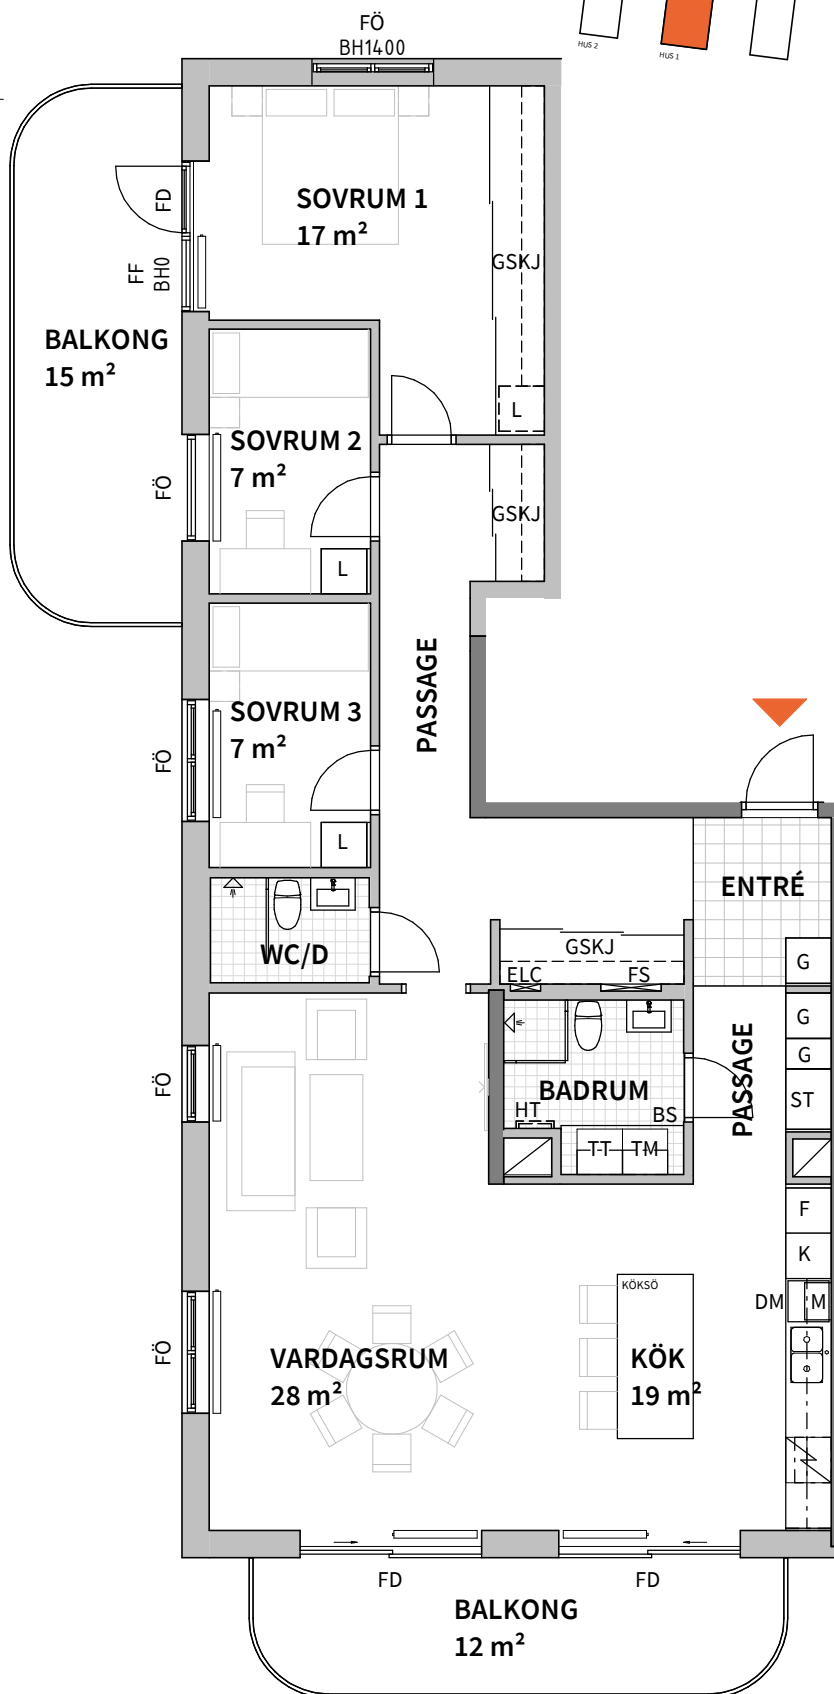 HUS 2
HUS 1
FÖ
BH1400
SOVRUM 1
17 m²
FD
FF
BH0
GSKJ
BALKONG
15 m²
L
SOVRUM 2
7 m²
FÖ
GSKJ
L
PASSAGE
SOVRUM 3
7 m²
FÖ
L
ENTRÉ
WC/D
GSKJ
G
ELC
FS
G
PASSAGE
G
FÖ
BADRUM
ST
HT
BS
TT
TM
F
K
KÖKSÖ
DM
M
FÖ
VARDAGSRUM
28 m²
KÖK
19 m²
FD
FD
BALKONG
12 m²